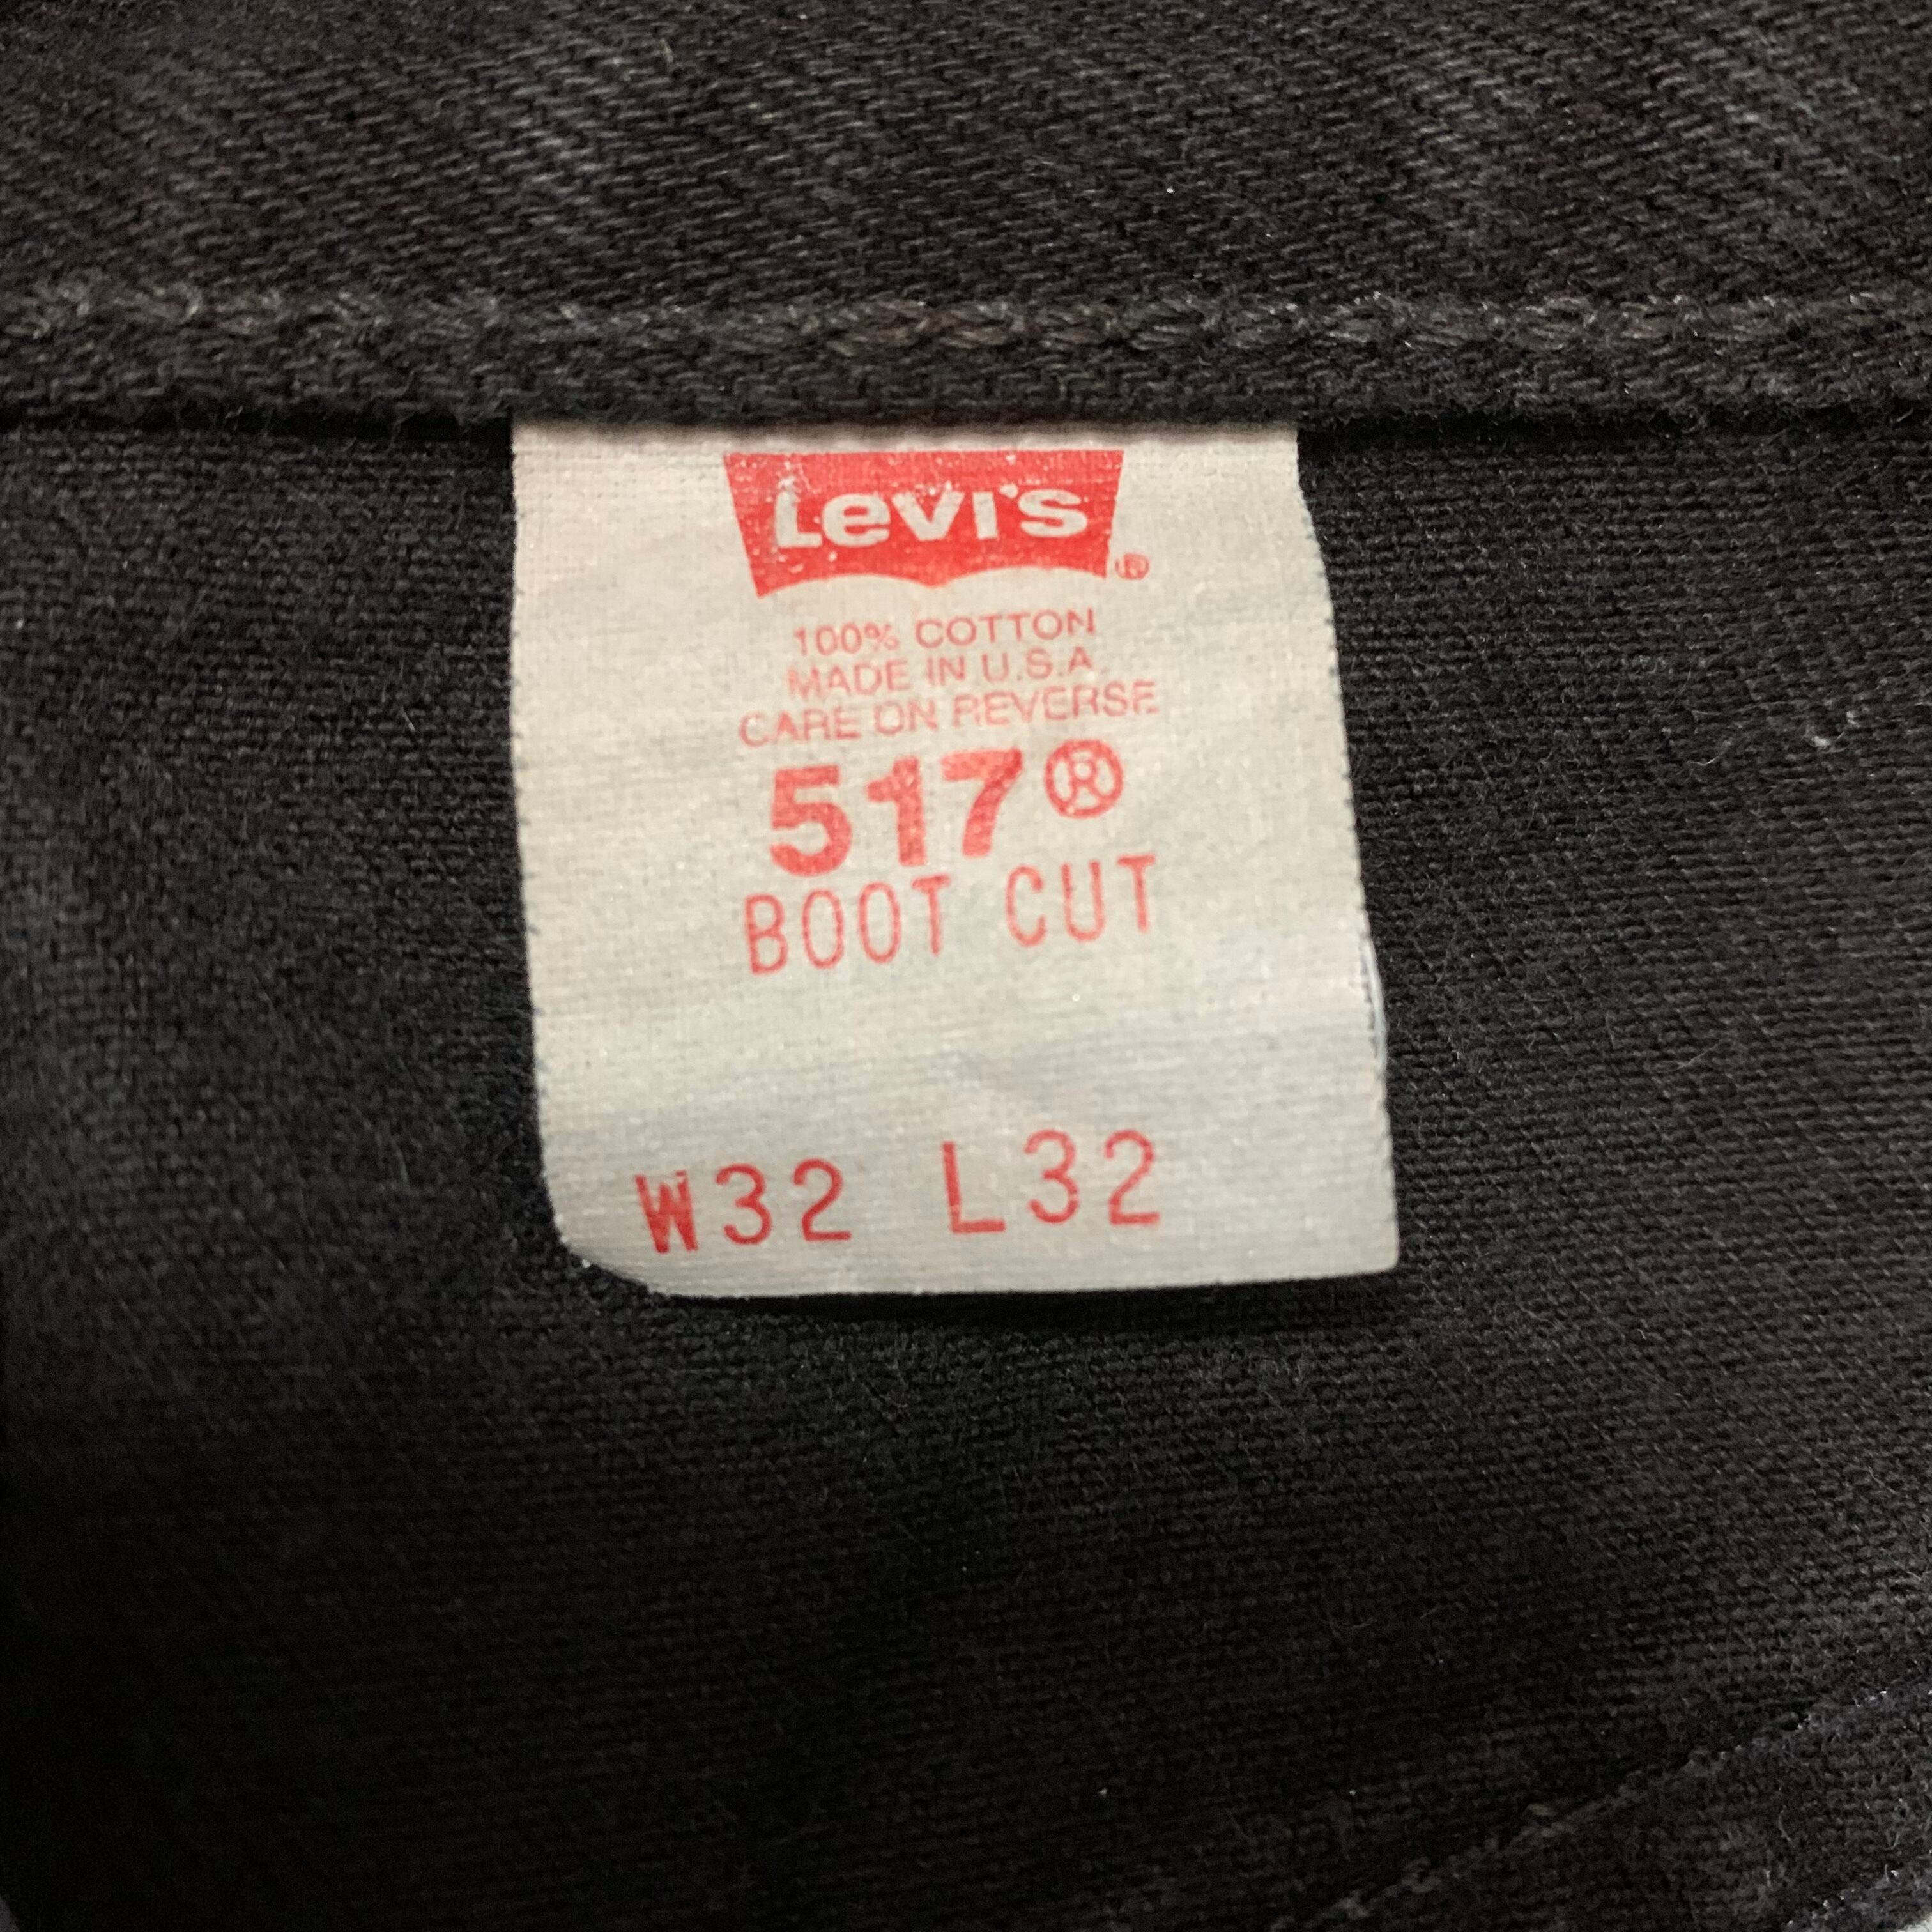 Levi's ®
100% COTTON
MADE IN U.S.A.
CARE ON REVERSE
517®
BOOT CUT
W32 L32